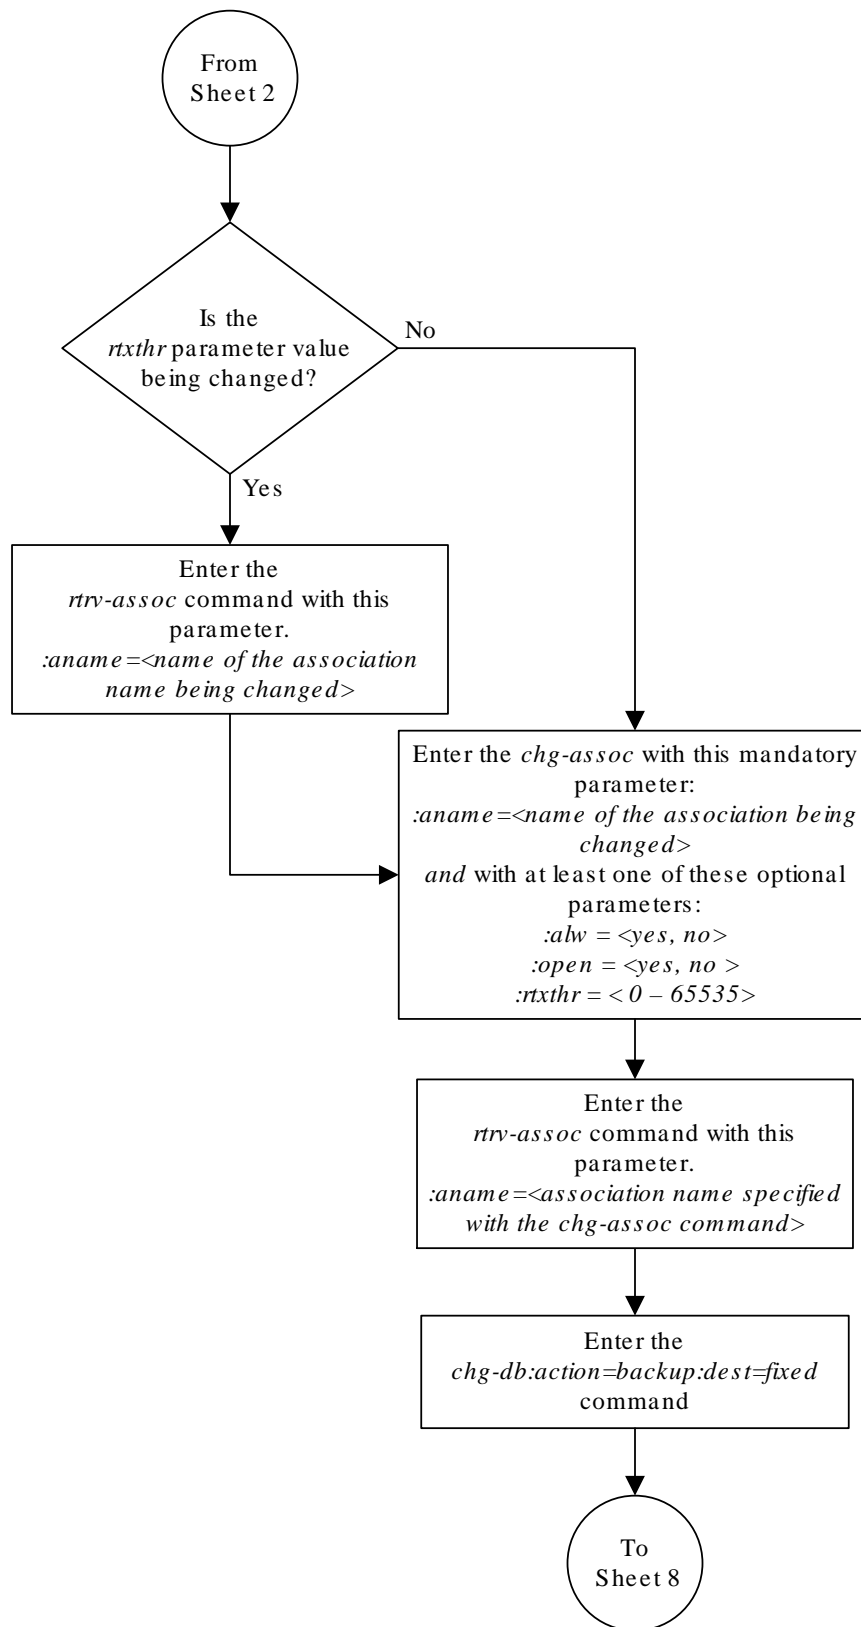 From
Sheet 2
Is the
rtxthr parameter value
being changed?
No
Yes
Enter the
rtrv-assoc command with this
parameter.
:aname=<name of the association
name being changed>
Enter the chg-assoc with this mandatory
parameter:
:aname=<name of the association being
changed>
and with at least one of these optional
parameters:
:alw = <yes, no>
:open = <yes, no >
:rtxthr = < 0 – 65535>
Enter the
rtrv-assoc command with this
parameter.
:aname=<association name specified
with the chg-assoc command>
Enter the
chg-db:action=backup:dest=fixed
command
To
Sheet 8